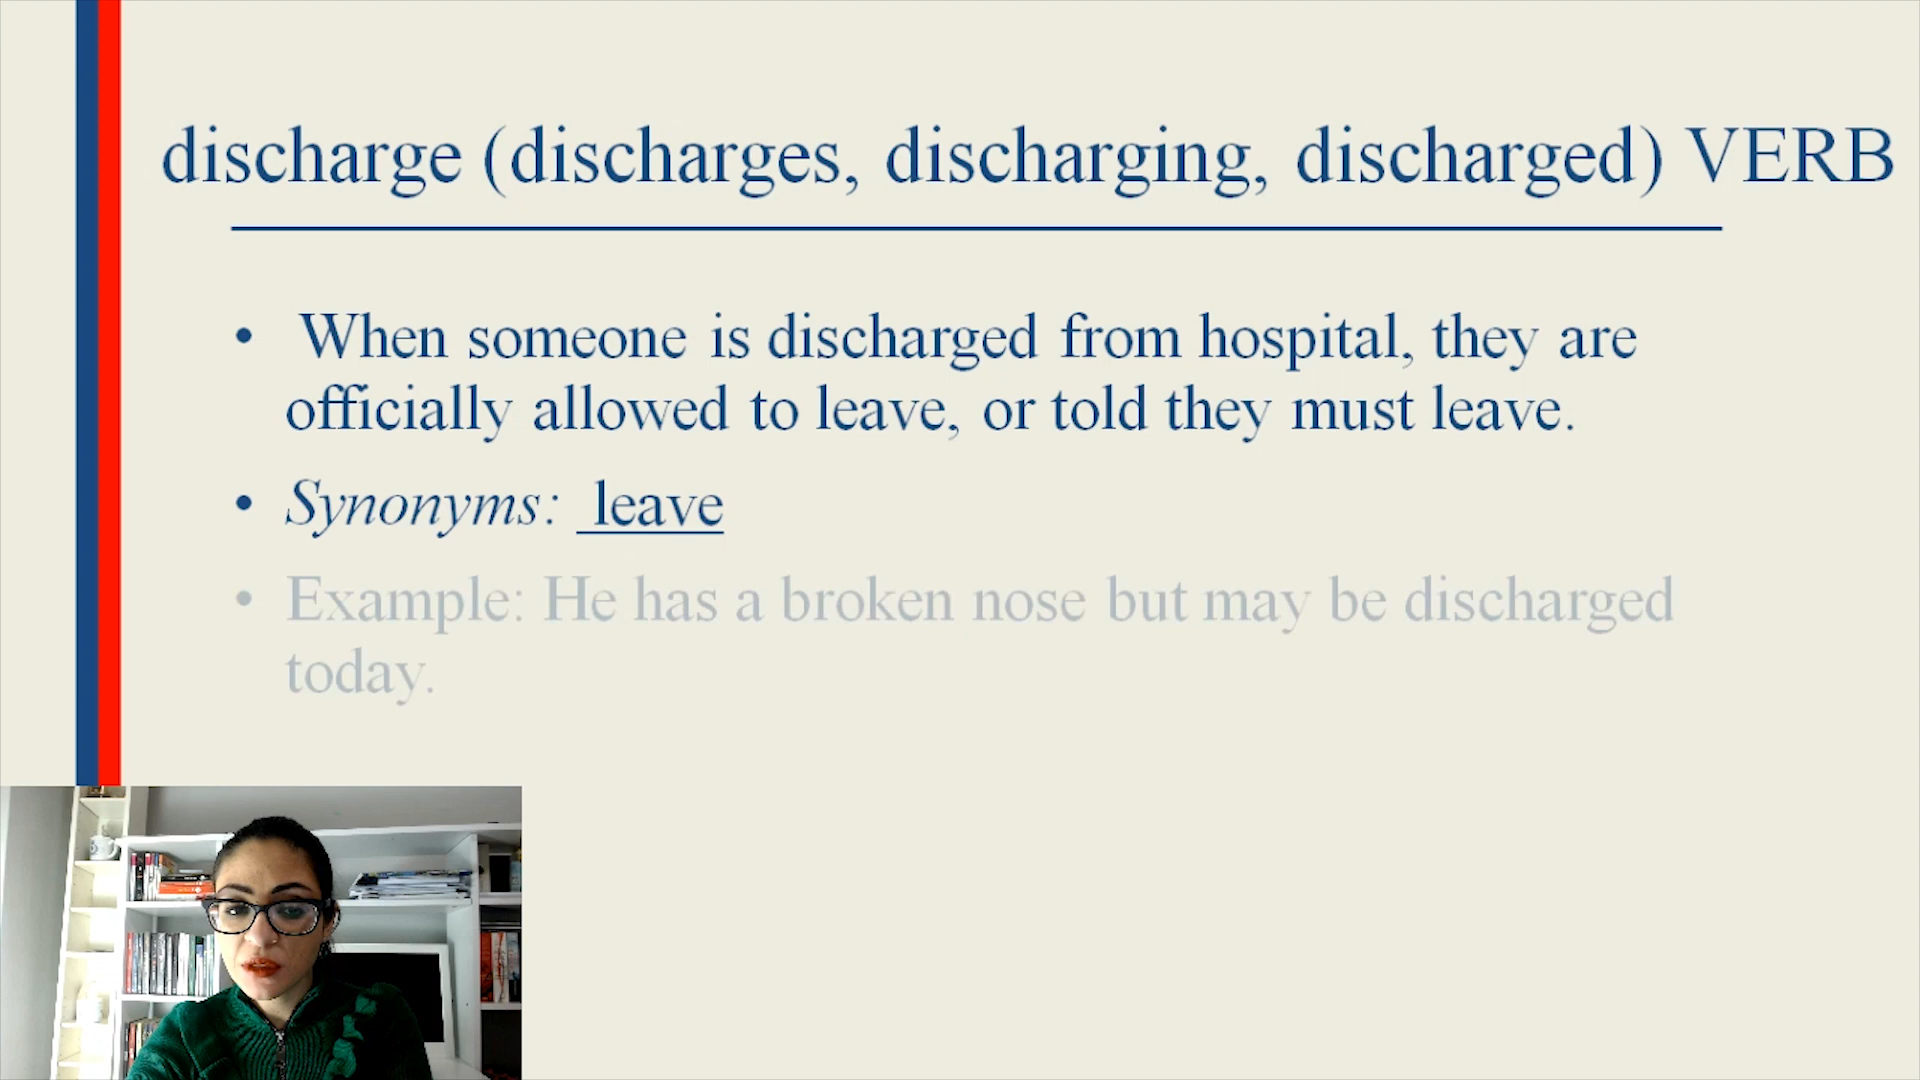 discharge (discharges, discharging, discharged) VERB
• When someone is discharged from hospital, they are
officially allowed to leave, or told they must leave.
• Synonyms: leave
• Example: He has a broken nose but may be discharged
today.